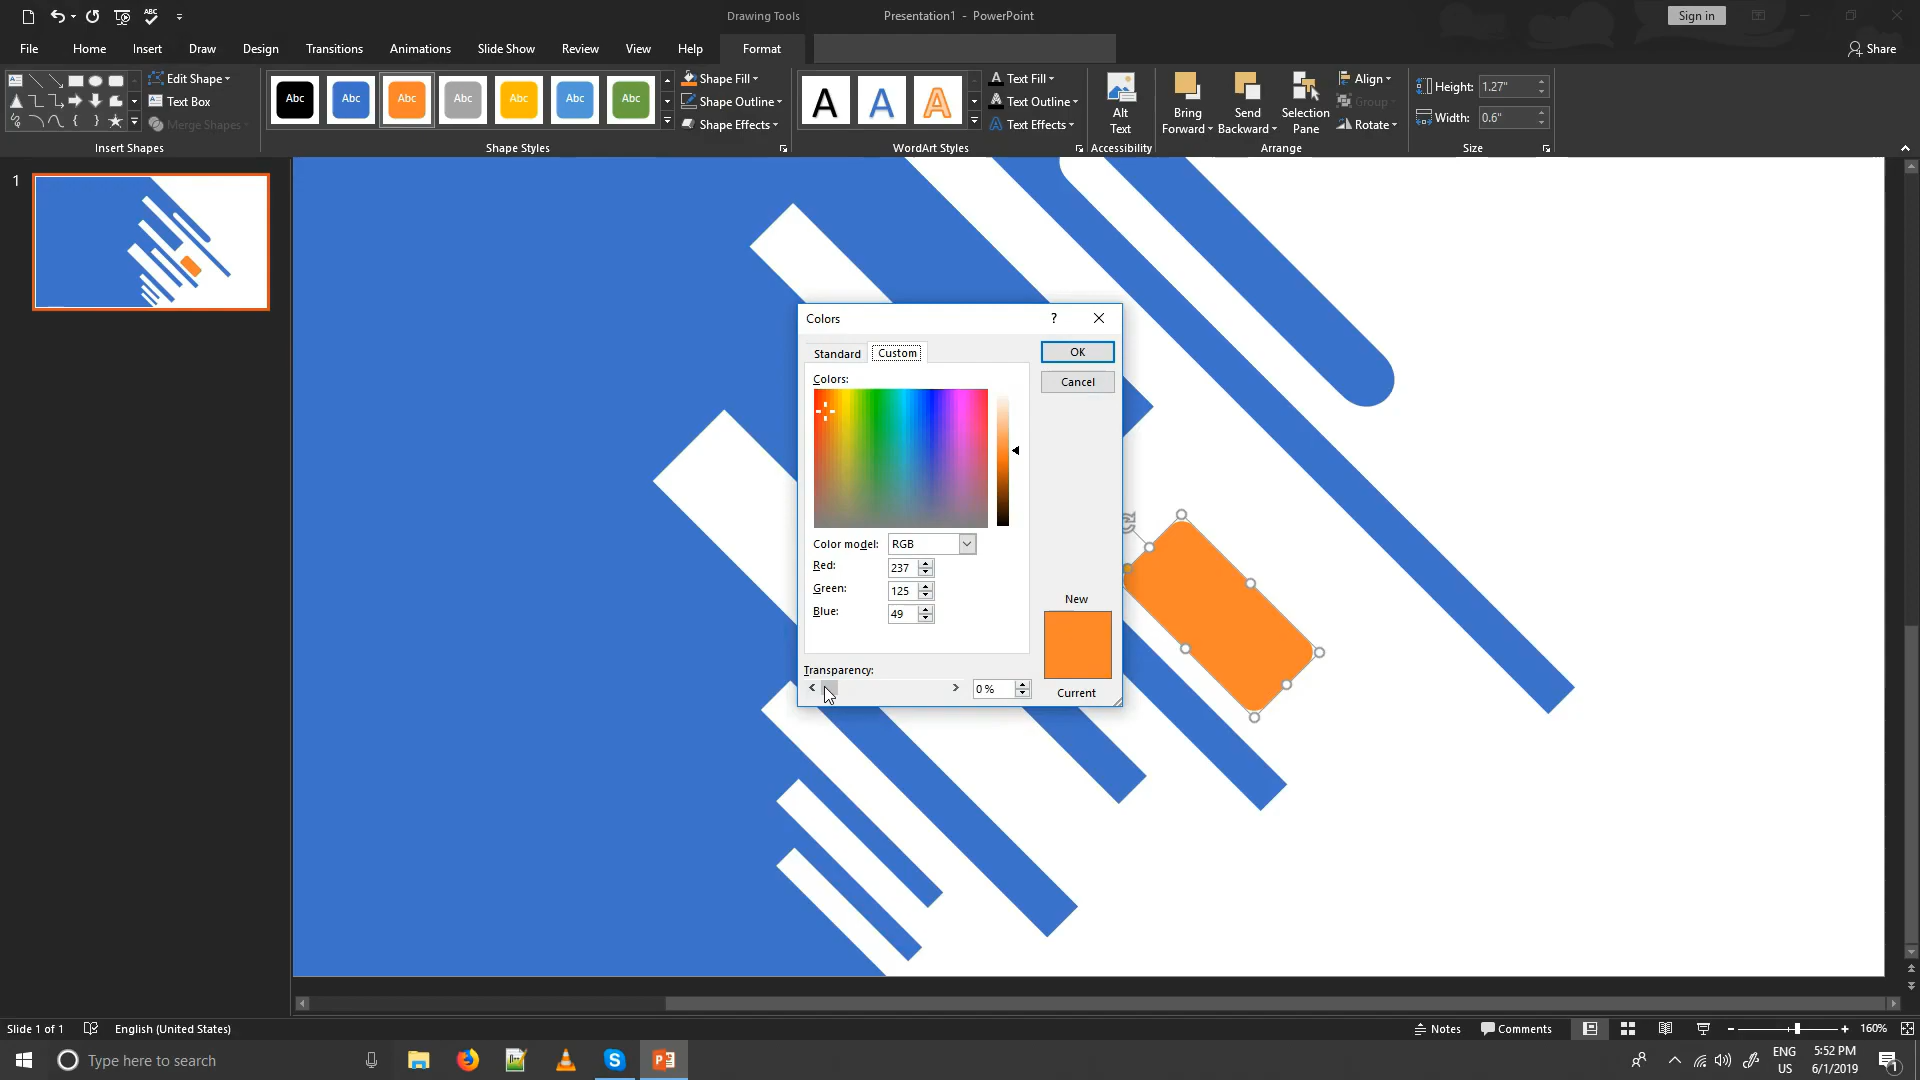 Drawing Tools
Presentation1 - PowerPoint
Sign in
File Home Insert Draw Design Transitions Animations Slide Show Review View Help Format
Share
Edit Shape
Text Box
Merge Shapes
Insert Shapes
Abc Abc Abc Abc Abc Abc Abc
Shape Fill
Shape Outline
Shape Effects
Shape Styles
A A A
Text Fill
Text Outline
Text Effects
WordArt Styles
Alt
Text
Accessibility
Bring
Forward
Send
Backward
Selection
Pane
Align
Group
Rotate
Arrange
Height: 1.27"
Width: 0.6"
Size
1
Colors
?
Standard
Custom
OK
Cancel
Colors:
Color model: RGB
Red: 237
Green: 125
Blue: 49
New
Transparency:
0 %
Current
Slide 1 of 1
English (United States)
Notes
Comments
160%
Type here to search
ENG
US
5:52 PM
6/1/2019
1